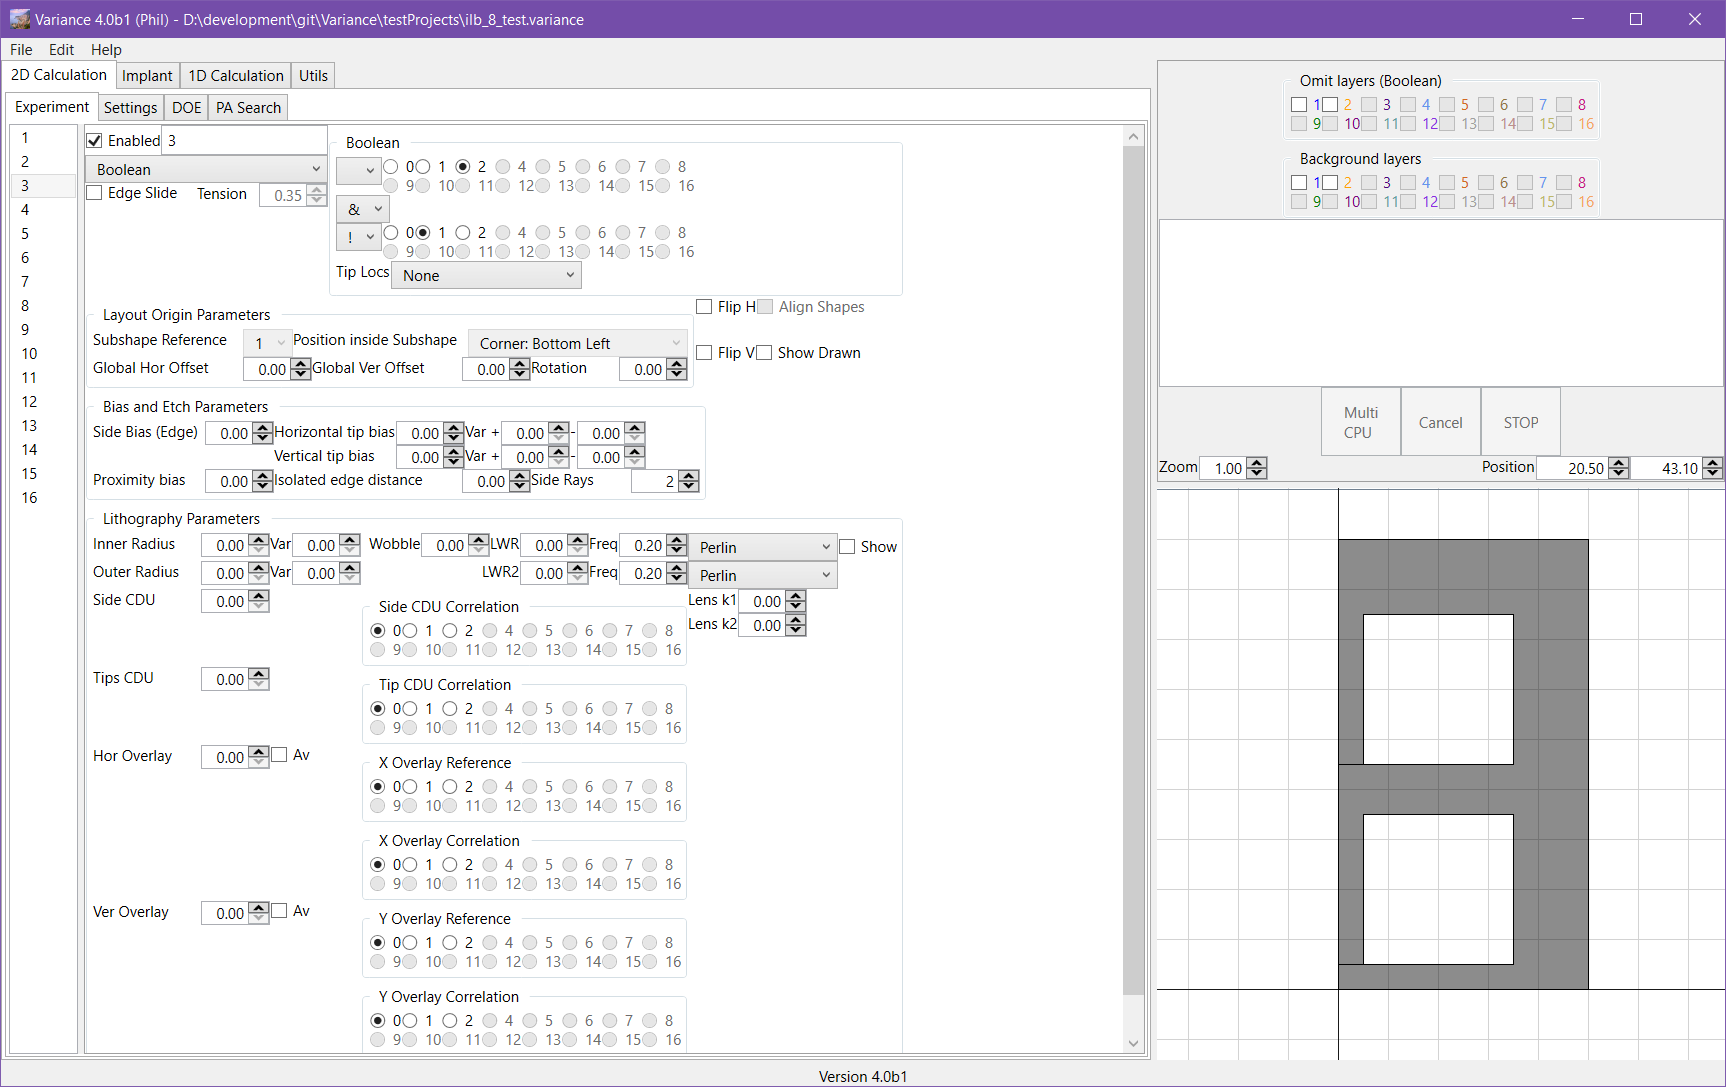 Variance 4.0b1 (Phil) - D:\development\git\Variance\testProjects\ilb_8_test.variance
File Edit Help
2D Calculation Implant 1D Calculation Utils
Experiment Settings DOE PA Search
1
2
3
4
5
6
7
8
9
10
11
12
13
14
15
16
Enabled 3
Boolean
Edge Slide Tension 0.35
Boolean
0 1 2 4 5 6 7 8
9 10 11 12 13 14 15 16
&
! 0 1 2 4 5 6 7 8
9 10 11 12 13 14 15 16
Tip Locs None
Layout Origin Parameters
Subshape Reference 1 Position inside Subshape Corner: Bottom Left
Global Hor Offset 0.00 Global Ver Offset 0.00 Rotation 0.00
Flip H Align Shapes
Flip V Show Drawn
Bias and Etch Parameters
Side Bias (Edge) 0.00 Horizontal tip bias 0.00 Var + 0.00 - 0.00
Vertical tip bias 0.00 Var + 0.00 - 0.00
Proximity bias 0.00 Isolated edge distance 0.00 Side Rays 2
Lithography Parameters
Inner Radius 0.00 Var 0.00 Wobble 0.00 LWR 0.00 Freq 0.20 Perlin Show
Outer Radius 0.00 Var 0.00 LWR2 0.00 Freq 0.20 Perlin
Side CDU 0.00
Side CDU Correlation
0 1 2 4 5 6 7 8
9 10 11 12 13 14 15 16
Lens k1 0.00
Lens k2 0.00
Tips CDU 0.00
Tip CDU Correlation
0 1 2 4 5 6 7 8
9 10 11 12 13 14 15 16
Hor Overlay 0.00 Av
X Overlay Reference
0 1 2 4 5 6 7 8
9 10 11 12 13 14 15 16
X Overlay Correlation
0 1 2 4 5 6 7 8
9 10 11 12 13 14 15 16
Ver Overlay 0.00 Av
Y Overlay Reference
0 1 2 4 5 6 7 8
9 10 11 12 13 14 15 16
Y Overlay Correlation
0 1 2 4 5 6 7 8
9 10 11 12 13 14 15 16
Omit layers (Boolean)
1 2 3 4 5 6 7 8
9 10 11 12 13 14 15 16
Background layers
1 2 3 4 5 6 7 8
9 10 11 12 13 14 15 16
Multi
CPU
Cancel
STOP
Zoom 1.00 Position 20.50 43.10
Version 4.0b1